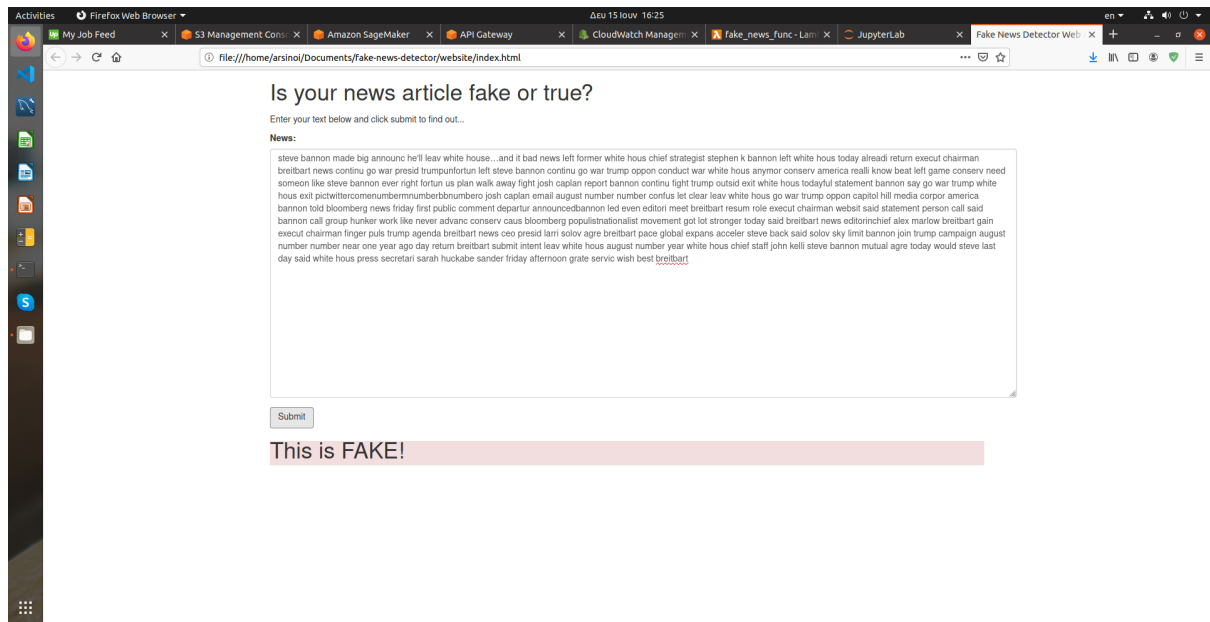 Activities Firefox Web Browser Δευ 15 Ιουν 16:25 en
My Job Feed S3 Management Consc Amazon SageMaker API Gateway CloudWatch Managem fake_news_func - Lam JupyterLab Fake News Detector Web
file:///home/arsinoi/Documents/fake-news-detector/website/index.html
Is your news article fake or true?
Enter your text below and click submit to find out...
News:
steve bannon made big announc he'll leav white house…and it bad news left former white hous chief strategist stephen k bannon left white hous today alreadi return execut chairman
breitbart news continu go war presid trumpunfortun left steve bannon continu go war trump oppon conduct war white hous anymor conserv america realli know beat left game conserv need
someon like steve bannon ever right fortun us plan walk away fight josh caplan report bannon continu fight trump outsid exit white hous todayful statement bannon say go war trump white
hous exit pictwittercomenumbermnumberbbnumbero josh caplan email august number number confus let clear leav white hous go war trump oppon capitol hill media corpor america
bannon told bloomberg news friday first public comment departur announcedbannon led even editori meet breitbart resum role execut chairman websit said statement person call said
bannon call group hunker work like never advanc conserv caus bloomberg populistnationalist movement got lot stronger today said breitbart news editorinchief alex marlow breitbart gain
execut chairman finger puls trump agenda breitbart news ceo presid larri solov agre breitbart pace global expans acceler steve back said solov sky limit bannon join trump campaign august
number number near one year ago day return breitbart submit intent leav white hous august number year white hous chief staff john kelli steve bannon mutual agre today would steve last
day said white hous press secretari sarah huckabe sander friday afternoon grate servic wish best breitbart
Submit
This is FAKE!